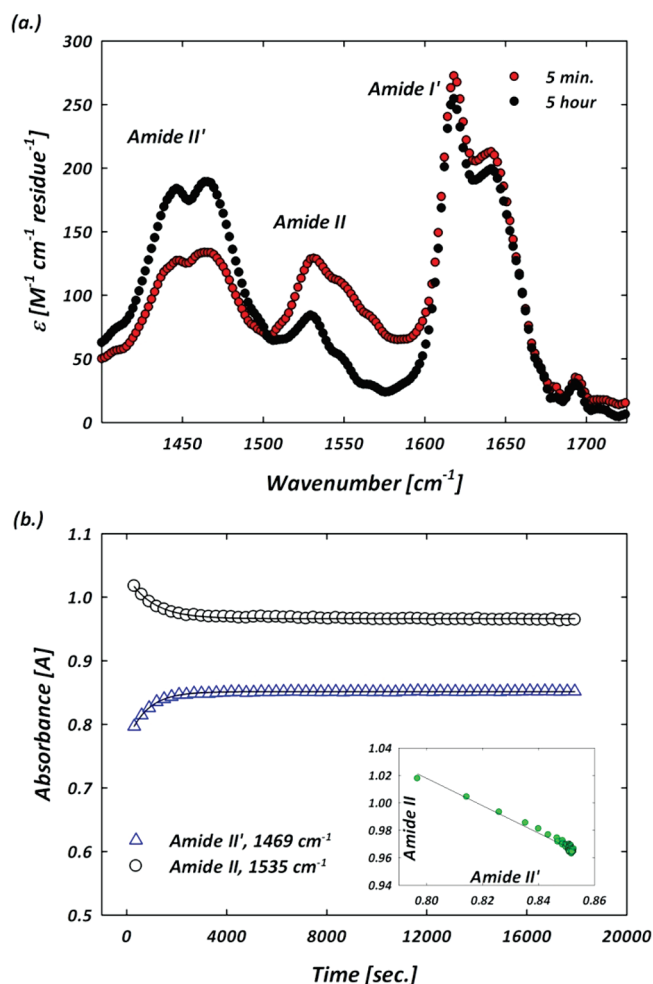 (a.)
300
250
200
150
100
50
0
ε [M⁻¹ cm⁻¹ residue⁻¹]
Amide II'
Amide II
Amide I'
5 min.
5 hour
1450 1500 1550 1600 1650 1700
Wavenumber [cm⁻¹]
(b.)
1.1
1.0
0.9
0.8
0.7
0.6
0.5
Absorbance [A]
Amide II', 1469 cm⁻¹
Amide II, 1535 cm⁻¹
1.04
1.02
1.00
0.98
0.96
0.94
Amide II
Amide II'
0.80 0.82 0.84 0.86
0 4000 8000 12000 16000 20000
Time [sec.]